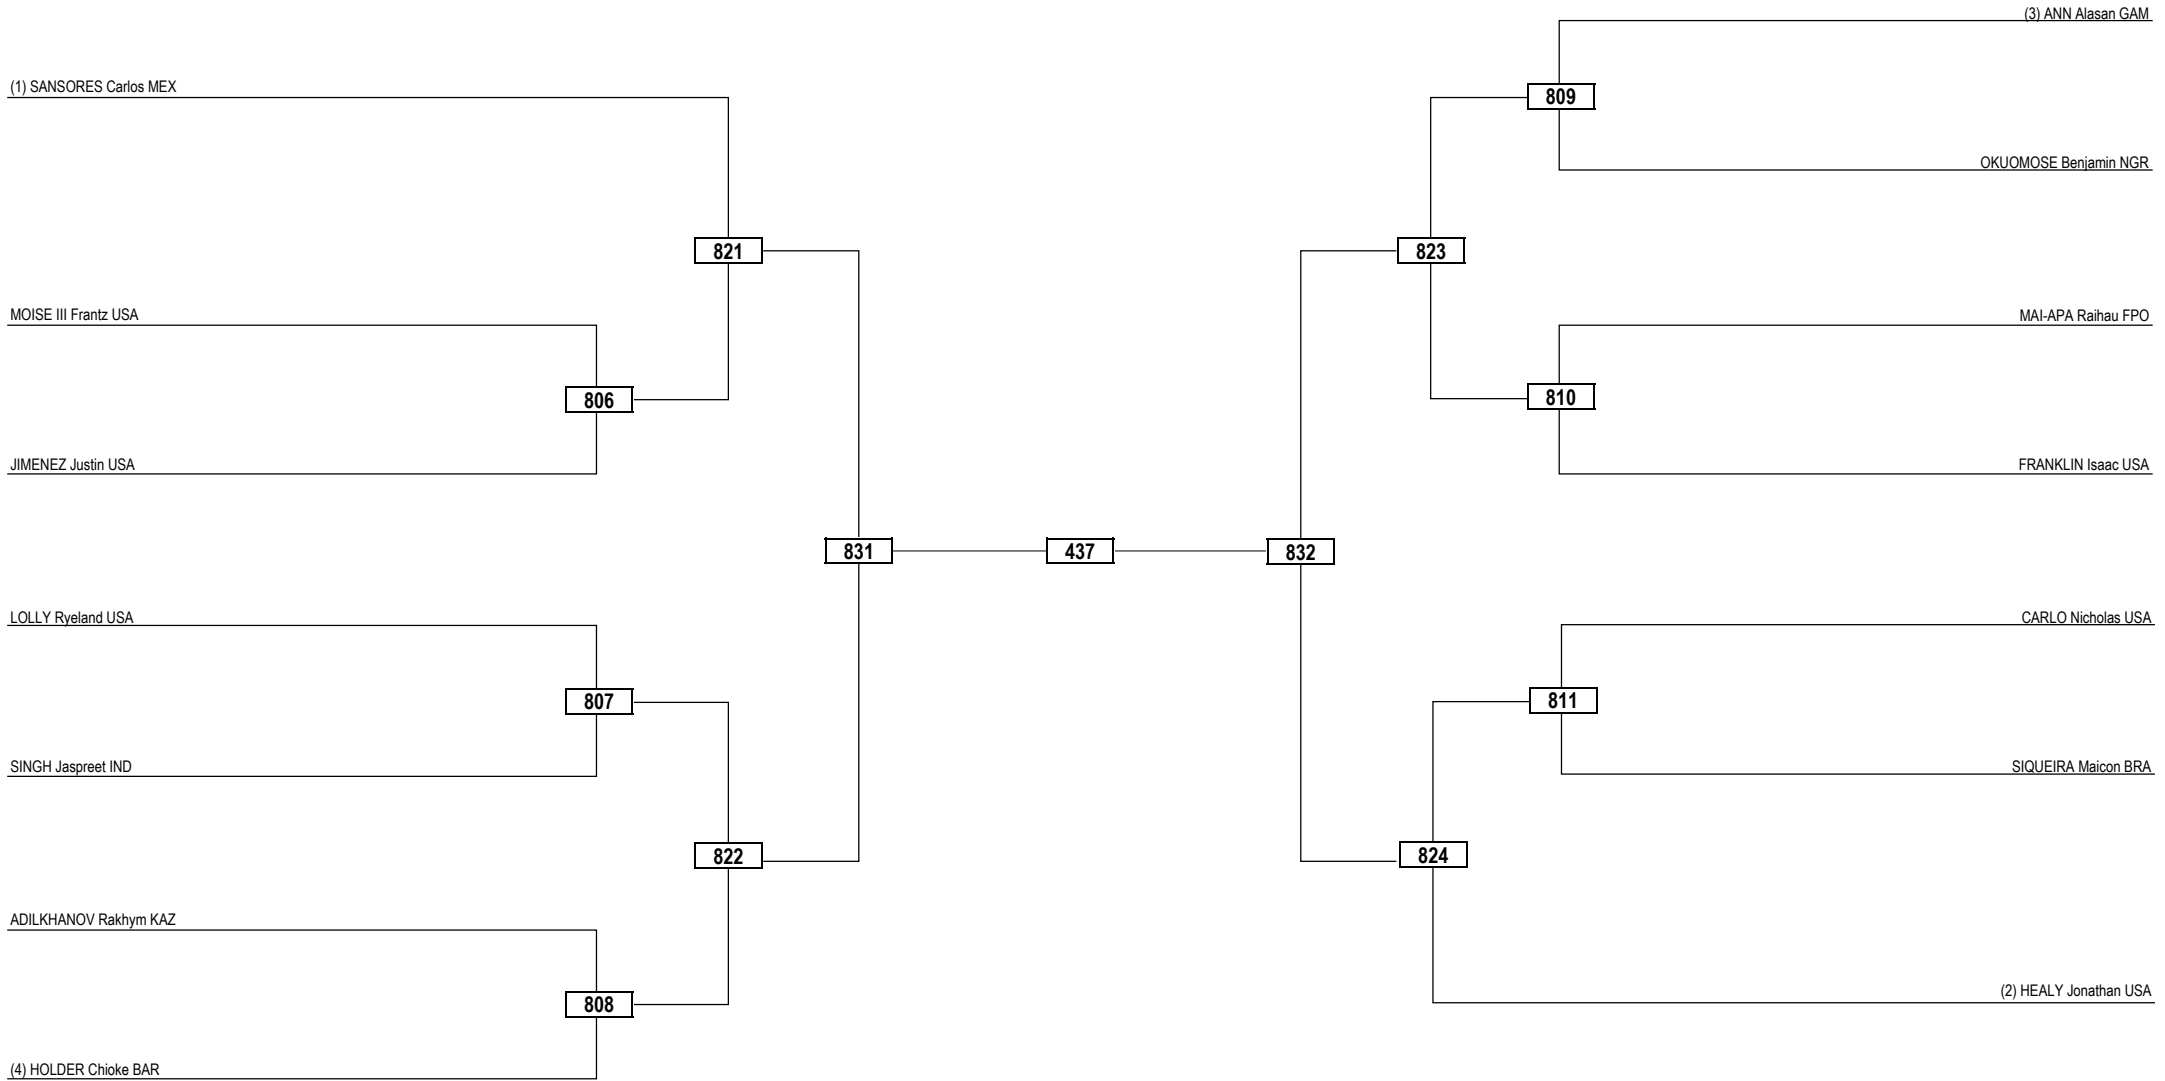 (1) SANSORES Carlos MEX
MOISE III Frantz USA
JIMENEZ Justin USA
LOLLY Ryeland USA
SINGH Jaspreet IND
ADILKHANOV Rakhym KAZ
(4) HOLDER Chioke BAR
806
807
808
821
822
831
437
832
823
824
809
810
811
(3) ANN Alasan GAM
OKUOMOSE Benjamin NGR
MAI-APA Raihau FPO
FRANKLIN Isaac USA
CARLO Nicholas USA
SIQUEIRA Maicon BRA
(2) HEALY Jonathan USA